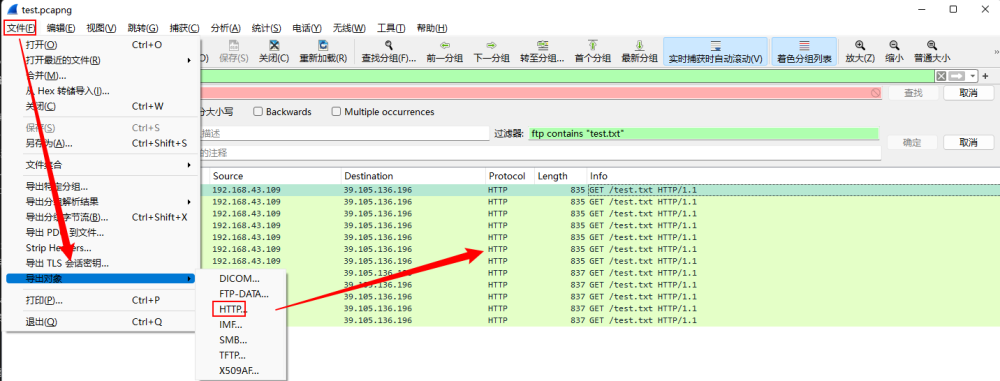 test.pcapng
文件(F) 编辑(E) 视图(V) 跳转(G) 捕获(C) 分析(A) 统计(S) 电话(Y) 无线(W) 工具(T) 帮助(H)
打开(O) Ctrl+O
打开最近的文件(R)
合并(M)...
从 Hex 转储导入(I)...
关闭(C) Ctrl+W
保存(S) Ctrl+S
另存为(A)... Ctrl+Shift+S
文件集合
导出特定分组...
导出分组解析结果
导出分组字节流(B)... Ctrl+Shift+X
导出 PDU 到文件...
Strip Headers...
导出 TLS 会话密钥...
导出对象
打印(P)... Ctrl+P
退出(Q) Ctrl+Q
DICOM...
FTP-DATA...
HTTP...
IMF...
SMB...
TFTP...
X509AF...
保存(S) 关闭(C) 重新加载(R) 查找分组(F)... 前一分组 下一分组 转至分组... 首个分组 最新分组 实时捕获时自动滚动(V) 着色分组列表 放大(Z) 缩小 普通大小
查找 取消
分大小写 Backwards Multiple occurrences
描述 过滤器: ftp contains "test.txt" 确定 取消
的注释
Source Destination Protocol Length Info
192.168.43.109 39.105.136.196 HTTP 835 GET /test.txt HTTP/1.1
192.168.43.109 39.105.136.196 HTTP 835 GET /test.txt HTTP/1.1
192.168.43.109 39.105.136.196 HTTP 835 GET /test.txt HTTP/1.1
192.168.43.109 39.105.136.196 HTTP 835 GET /test.txt HTTP/1.1
192.168.43.109 39.105.136.196 HTTP 835 GET /test.txt HTTP/1.1
192.168.43.109 39.105.136.196 HTTP 835 GET /test.txt HTTP/1.1
192.168.43.109 39.105.136.196 HTTP 835 GET /test.txt HTTP/1.1
39.105.136.196 HTTP 837 GET /test.txt HTTP/1.1
39.105.136.196 HTTP 837 GET /test.txt HTTP/1.1
39.105.136.196 HTTP 837 GET /test.txt HTTP/1.1
39.105.136.196 HTTP 837 GET /test.txt HTTP/1.1
39.105.136.196 HTTP 837 GET /test.txt HTTP/1.1